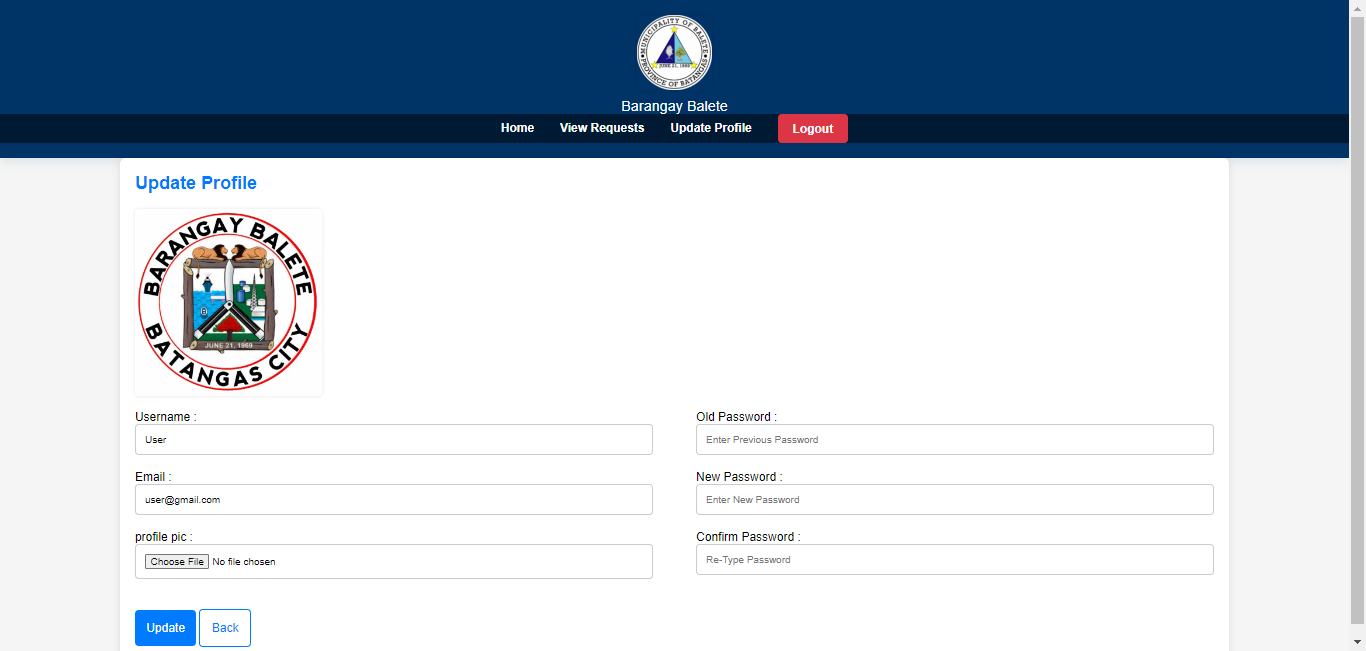 MUNICIPALITY OF BALETE
JUNE 21, 1969
PROVINCE OF BATANGAS
Barangay Balete
Home View Requests Update Profile Logout
Update Profile
BARANGAY BALETE
B
JUNE 21, 1969
BATANGAS CITY
Username : Old Password :
User Enter Previous Password
Email : New Password :
user@gmail.com Enter New Password
profile pic : Confirm Password :
Choose File No file chosen Re-Type Password
Update Back